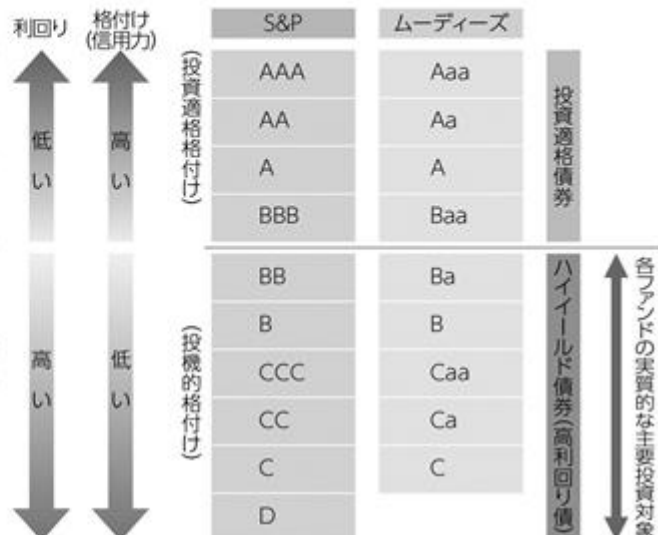 利回り
格付け
(信用力)
S&P
ムーディーズ
低い
高い
(投資適格格付け)
AAA
Aaa
AA
Aa
A
A
BBB
Baa
投資適格債券
高い
低い
(投機的格付け)
BB
Ba
B
B
CCC
Caa
CC
Ca
C
C
D
ハイイールド債券(高利回り債)
各ファンドの実質的な主要投資対象